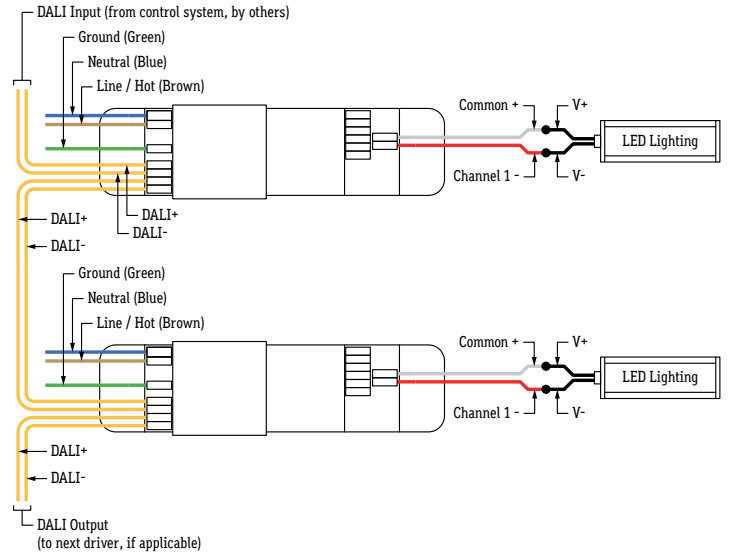 DALI Input (from control system, by others)
Ground (Green)
Neutral (Blue)
Line / Hot (Brown)
Common +
V+
LED Lighting
Channel 1 -
V-
DALI+
DALI-
DALI+
DALI-
Ground (Green)
Neutral (Blue)
Line / Hot (Brown)
Common +
V+
LED Lighting
Channel 1 -
V-
DALI+
DALI-
DALI Output
(to next driver, if applicable)